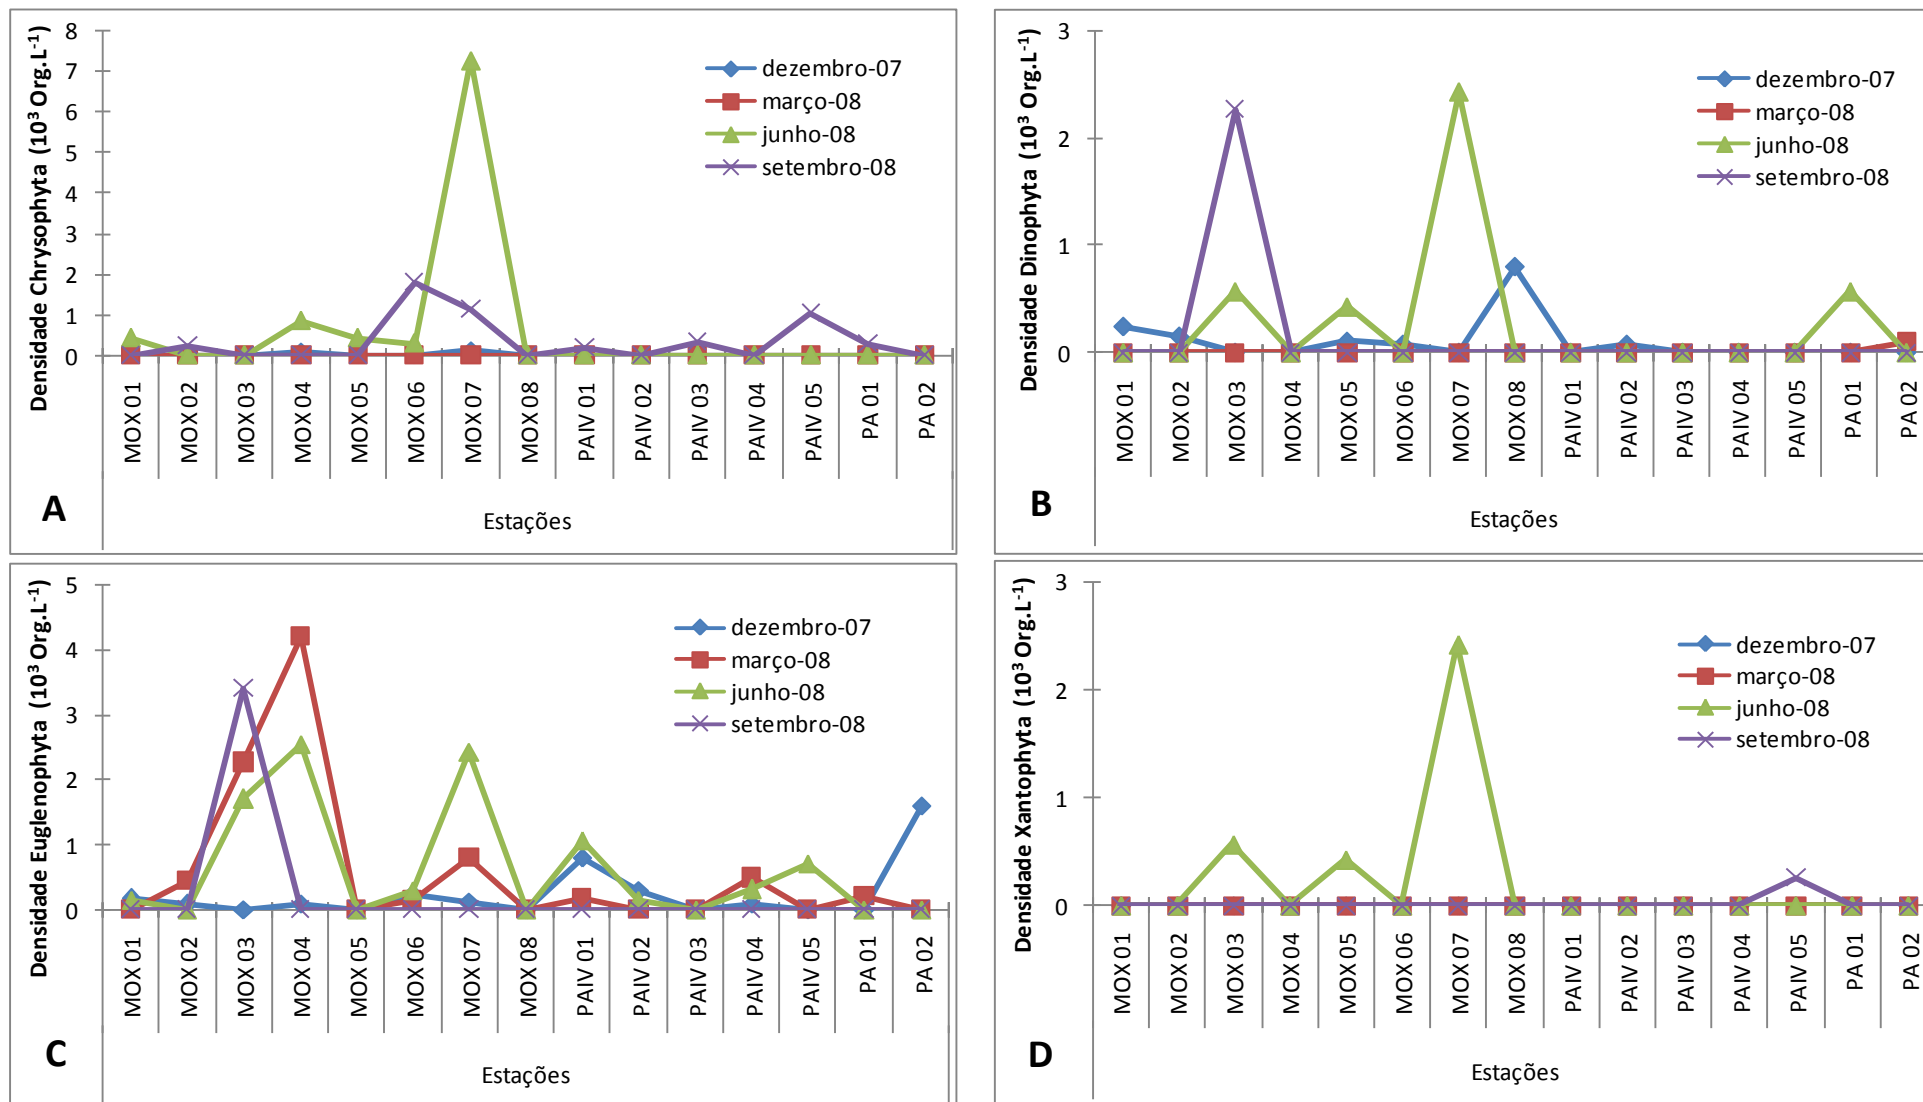 Densidade Chrysophyta (10³ Org.L⁻¹)
8
7
6
5
4
3
2
1
0
dezembro-07
março-08
junho-08
setembro-08
MOX 01
MOX 02
MOX 03
MOX 04
MOX 05
MOX 06
MOX 07
MOX 08
PAIV 01
PAIV 02
PAIV 03
PAIV 04
PAIV 05
PA 01
PA 02
Estações
A
Densidade Dinophyta (10³ Org.L⁻¹)
3
2
1
0
dezembro-07
março-08
junho-08
setembro-08
MOX 01
MOX 02
MOX 03
MOX 04
MOX 05
MOX 06
MOX 07
MOX 08
PAIV 01
PAIV 02
PAIV 03
PAIV 04
PAIV 05
PA 01
PA 02
Estações
B
Densidade Euglenophyta (10³ Org.L⁻¹)
5
4
3
2
1
0
dezembro-07
março-08
junho-08
setembro-08
MOX 01
MOX 02
MOX 03
MOX 04
MOX 05
MOX 06
MOX 07
MOX 08
PAIV 01
PAIV 02
PAIV 03
PAIV 04
PAIV 05
PA 01
PA 02
Estações
C
Densidade Xantophyta (10³ Org.L⁻¹)
3
2
1
0
dezembro-07
março-08
junho-08
setembro-08
MOX 01
MOX 02
MOX 03
MOX 04
MOX 05
MOX 06
MOX 07
MOX 08
PAIV 01
PAIV 02
PAIV 03
PAIV 04
PAIV 05
PA 01
PA 02
Estações
D